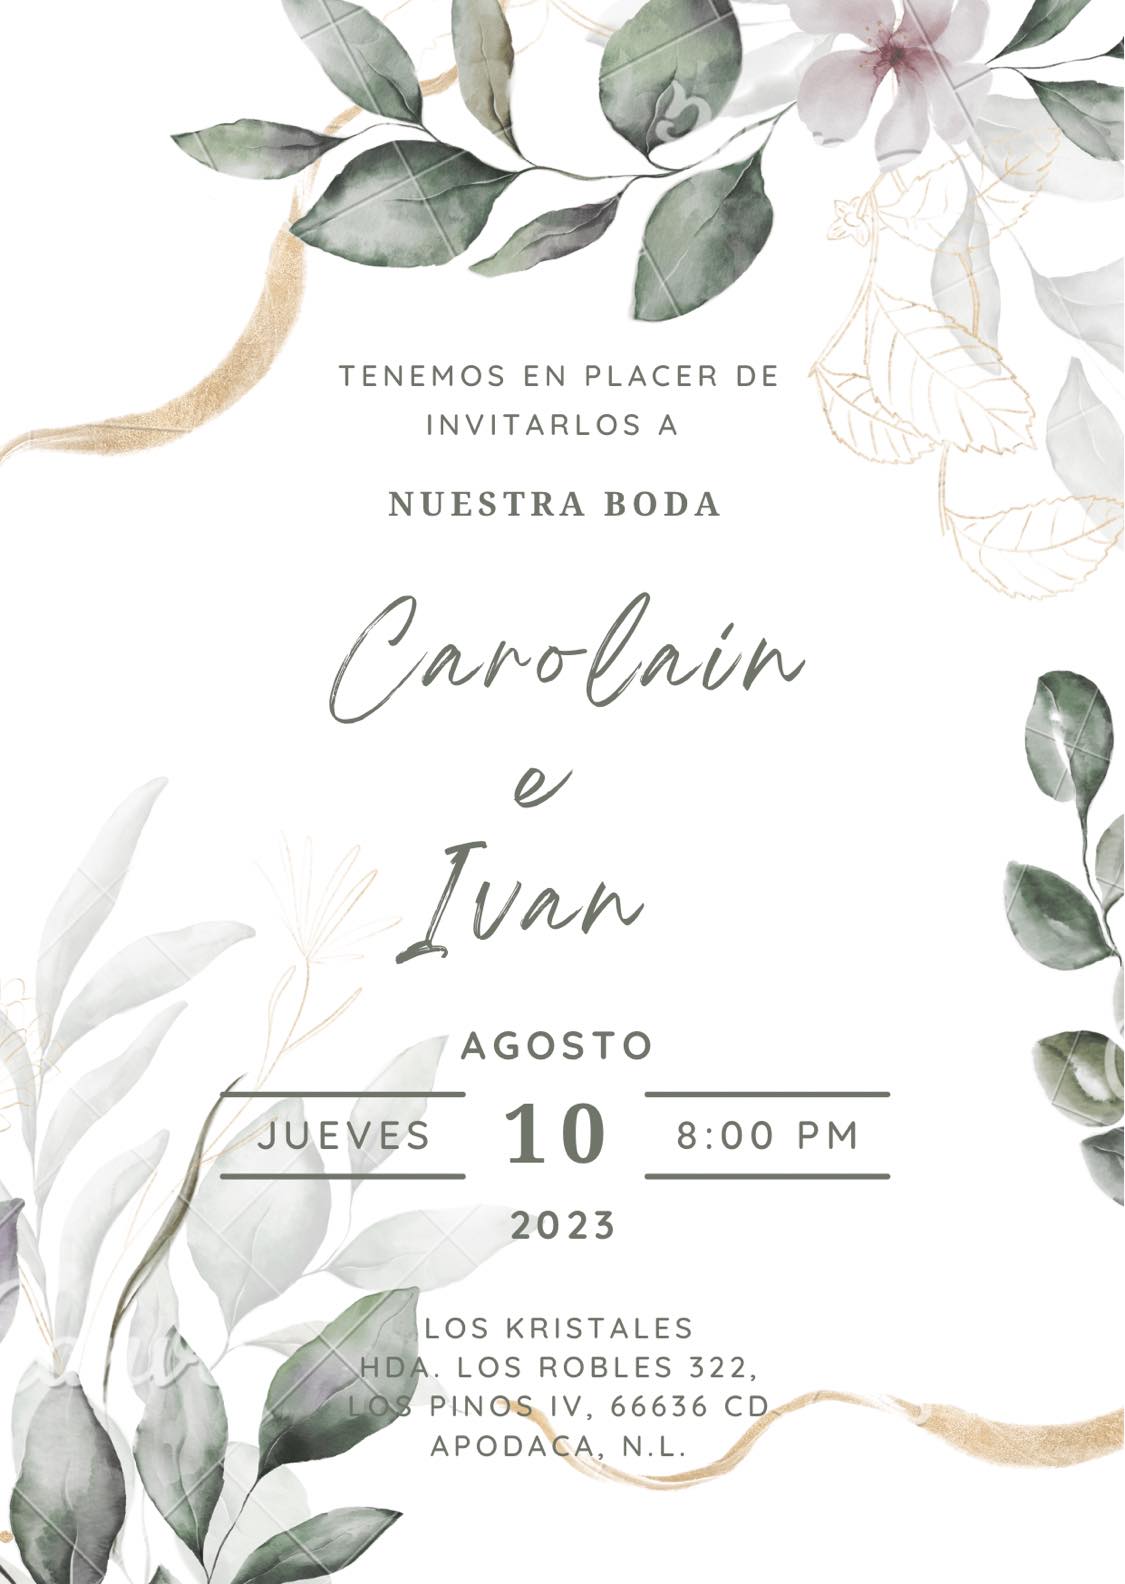 TENEMOS EN PLACER DE
INVITARLOS A
NUESTRA BODA
Carolain
e
Ivan
AGOSTO
JUEVES 10 8:00 PM
2023
LOS KRISTALES
HDA. LOS ROBLES 322,
LOS PINOS IV, 66636 CD
APODACA, N.L.